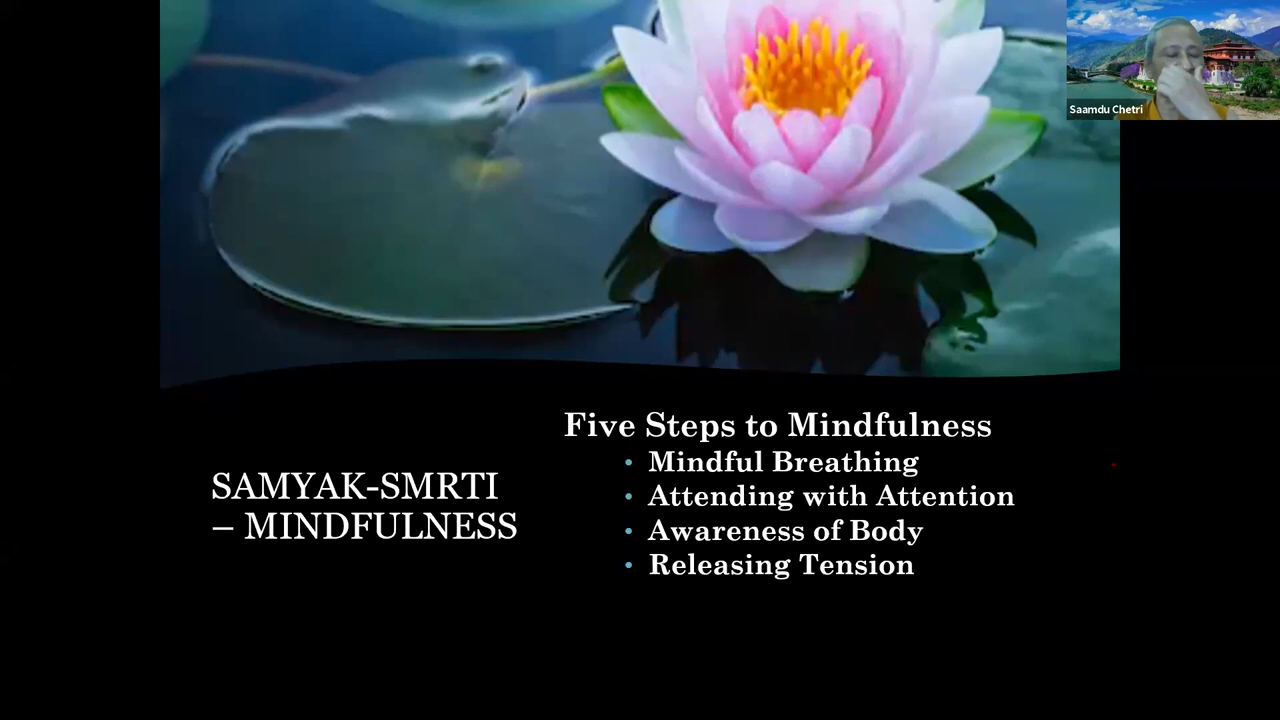 Saamdu Chetri
Five Steps to Mindfulness
• Mindful Breathing
• Attending with Attention
• Awareness of Body
• Releasing Tension
SAMYAK-SMRTI
– MINDFULNESS